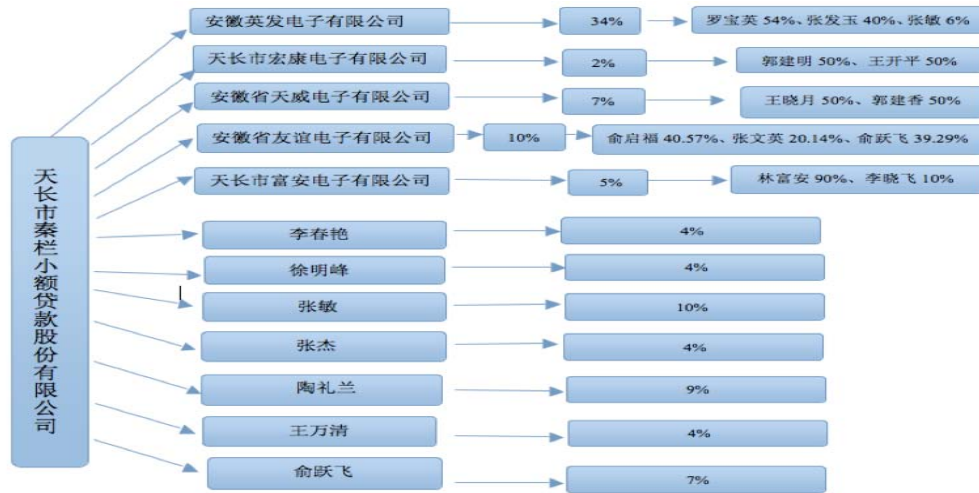 天长市秦栏小额贷款股份有限公司
安徽英发电子有限公司 34% 罗宝英 54%、张发玉 40%、张敏 6%
天长市宏康电子有限公司 2% 郭建明 50%、王开平 50%
安徽省天威电子有限公司 7% 王晓月 50%、郭建香 50%
安徽省友谊电子有限公司 10% 俞启福 40.57%、张文英 20.14%、俞跃飞 39.29%
天长市富安电子有限公司 5% 林富安 90%、李晓飞 10%
李春艳 4%
徐明峰 4%
张敏 10%
张杰 4%
陶礼兰 9%
王万清 4%
俞跃飞 7%